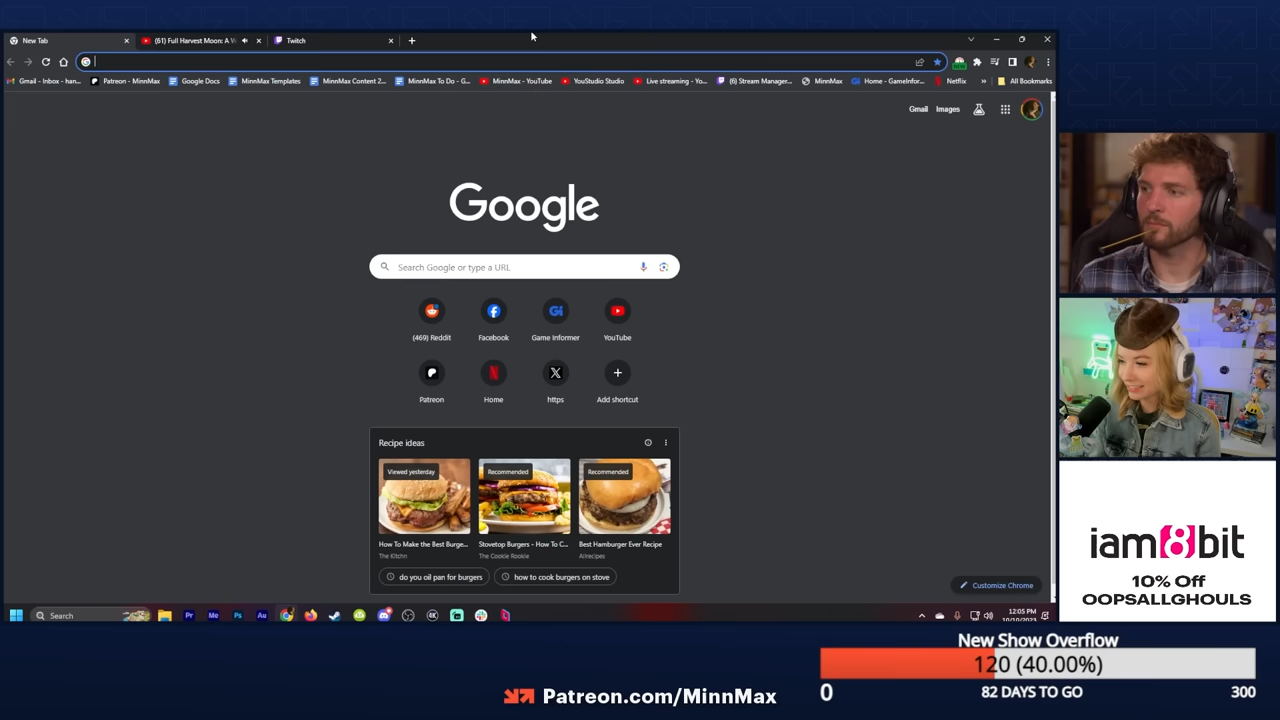 New Tab
(61) Full Harvest Moon: A V
Twitch
Gmail - Inbox - han...
Patreon - MinnMax
Google Docs
MinnMax Templates
MinnMax Content 2...
MinnMax To Do - G...
MinnMax - YouTube
YouStudio Studio
Live streaming - Yo...
(6) Stream Manager...
MinnMax
Home - GameInfor...
Netflix
»
All Bookmarks
Gmail
Images
Google
Search Google or type a URL
(469) Reddit
Facebook
Game Informer
YouTube
Patreon
Home
https
Add shortcut
Recipe ideas
Viewed yesterday
Recommended
Recommended
How To Make the Best Burge...
Stovetop Burgers - How To C...
Best Hamburger Ever Recipe
The Kitchn
The Cookie Rookie
Allrecipes
do you oil pan for burgers
how to cook burgers on stove
Customize Chrome
Search
12:05 PM
10/10/2023
iam8bit
10% Off
OOPSALLGHOULS
New Show Overflow
120 (40.00%)
0
82 DAYS TO GO
300
Patreon.com/MinnMax